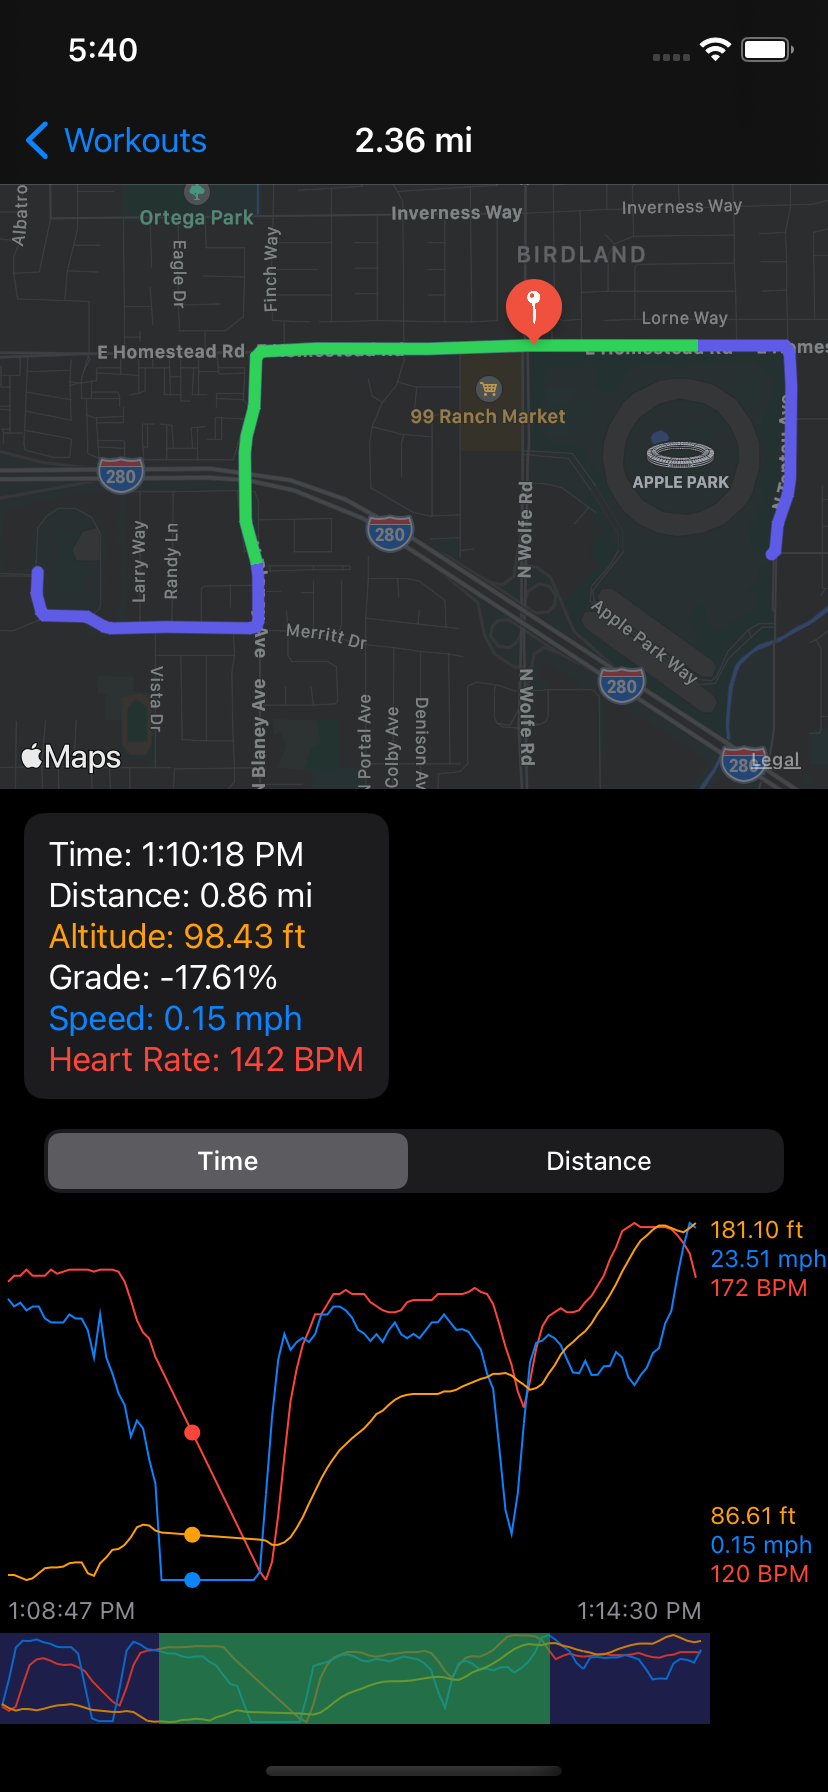 5:40
Workouts
2.36 mi
Albatro
Ortega Park
Inverness Way
Inverness Way
Eagle Dr
Finch Way
BIRDLAND
Lorne Way
E Homestead Rd
E Homestead Rd
99 Ranch Market
280
APPLE PARK
280
N Wolfe Rd
Larry Way
Randy Ln
Merritt Dr
Apple Park Way
Vista Dr
280
N Blaney Ave
N Portal Ave
Colby Ave
Denison Av
N Wolfe Rd
Maps
280
Legal
Time: 1:10:18 PM
Distance: 0.86 mi
Altitude: 98.43 ft
Grade: -17.61%
Speed: 0.15 mph
Heart Rate: 142 BPM
Time
Distance
181.10 ft
23.51 mph
172 BPM
86.61 ft
0.15 mph
120 BPM
1:08:47 PM
1:14:30 PM